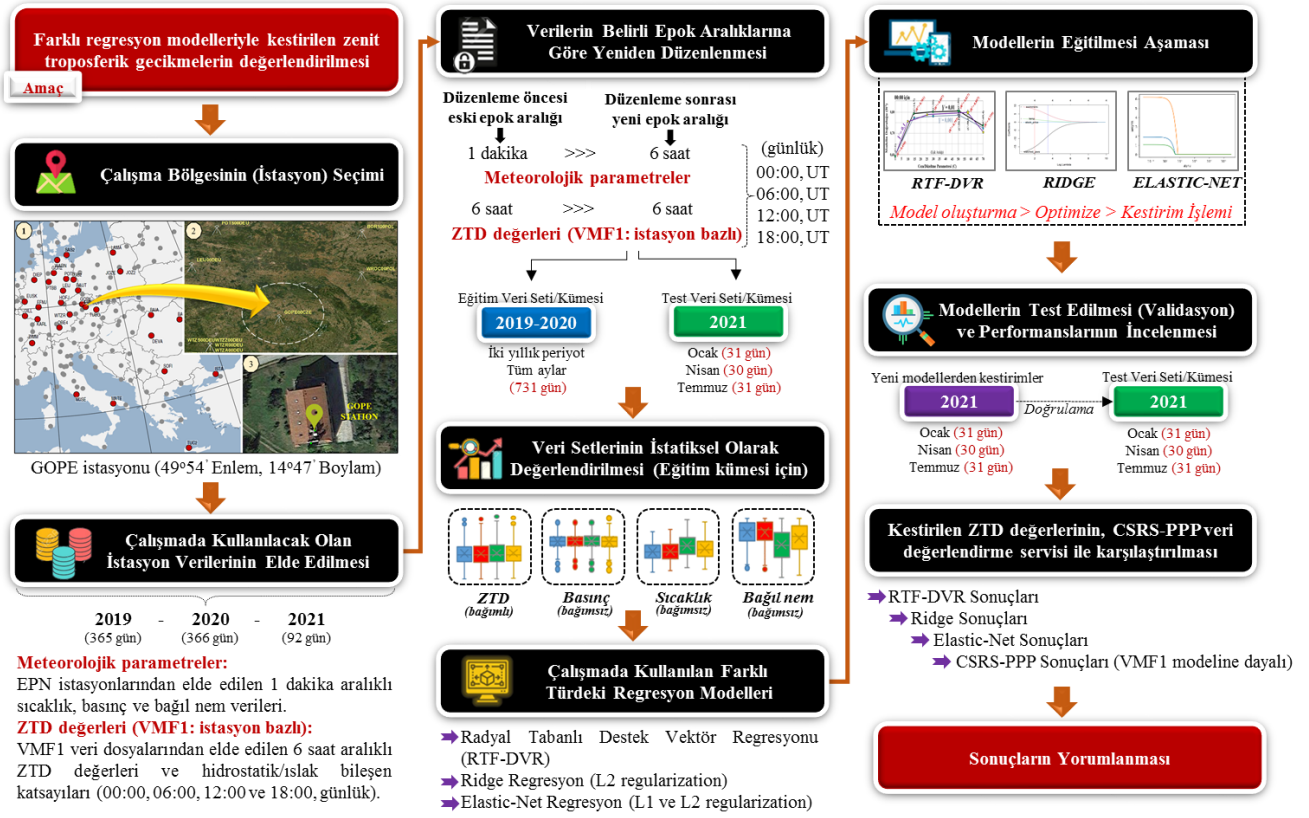 Farklı regresyon modelleriyle kestirilen zenit
troposferik gecikmelerin değerlendirilmesi
Amaç
Çalışma Bölgesinin (İstasyon) Seçimi
1
2
3
GOPE
STATION
GOPE istasyonu (49º54' Enlem, 14º47' Boylam)
Çalışmada Kullanılacak Olan
İstasyon Verilerinin Elde Edilmesi
2019 - 2020 - 2021
(365 gün) (366 gün) (92 gün)
Meteorolojik parametreler:
EPN istasyonlarından elde edilen 1 dakika aralıklı
sıcaklık, basınç ve bağıl nem verileri.
ZTD değerleri (VMF1: istasyon bazlı):
VMF1 veri dosyalarından elde edilen 6 saat aralıklı
ZTD değerleri ve hidrostatik/ıslak bileşen
katsayıları (00:00, 06:00, 12:00 ve 18:00, günlük).
Verilerin Belirli Epok Aralıklarına
Göre Yeniden Düzenlenmesi
Düzenleme öncesi
eski epok aralığı
Düzenleme sonrası
yeni epok aralığı
1 dakika >>> 6 saat
Meteorolojik parametreler
6 saat >>> 6 saat
ZTD değerleri (VMF1: istasyon bazlı)
(günlük)
00:00, UT
06:00, UT
12:00, UT
18:00, UT
Eğitim Veri Seti/Kümesi
2019-2020
İki yıllık periyot
Tüm aylar
(731 gün)
Test Veri Seti/Kümesi
2021
Ocak (31 gün)
Nisan (30 gün)
Temmuz (31 gün)
Veri Setlerinin İstatiksel Olarak
Değerlendirilmesi (Eğitim kümesi için)
ZTD
(bağımlı)
Basınç
(bağımsız)
Sıcaklık
(bağımsız)
Bağıl nem
(bağımsız)
Çalışmada Kullanılan Farklı
Türdeki Regresyon Modelleri
Radyal Tabanlı Destek Vektör Regresyonu
(RTF-DVR)
Ridge Regresyon (L2 regularization)
Elastic-Net Regresyon (L1 ve L2 regularization)
Modellerin Eğitilmesi Aşaması
RTF-DVR
RIDGE
ELASTIC-NET
Model oluşturma > Optimize > Kestirim İşlemi
Modellerin Test Edilmesi (Validasyon)
ve Performanslarının İncelenmesi
Yeni modellerden kestirimler
2021
Ocak (31 gün)
Nisan (30 gün)
Temmuz (31 gün)
Doğrulama
Test Veri Seti/Kümesi
2021
Ocak (31 gün)
Nisan (30 gün)
Temmuz (31 gün)
Kestirilen ZTD değerlerinin, CSRS-PPP veri
değerlendirme servisi ile karşılaştırılması
RTF-DVR Sonuçları
Ridge Sonuçları
Elastic-Net Sonuçları
CSRS-PPP Sonuçları (VMF1 modeline dayalı)
Sonuçların Yorumlanması